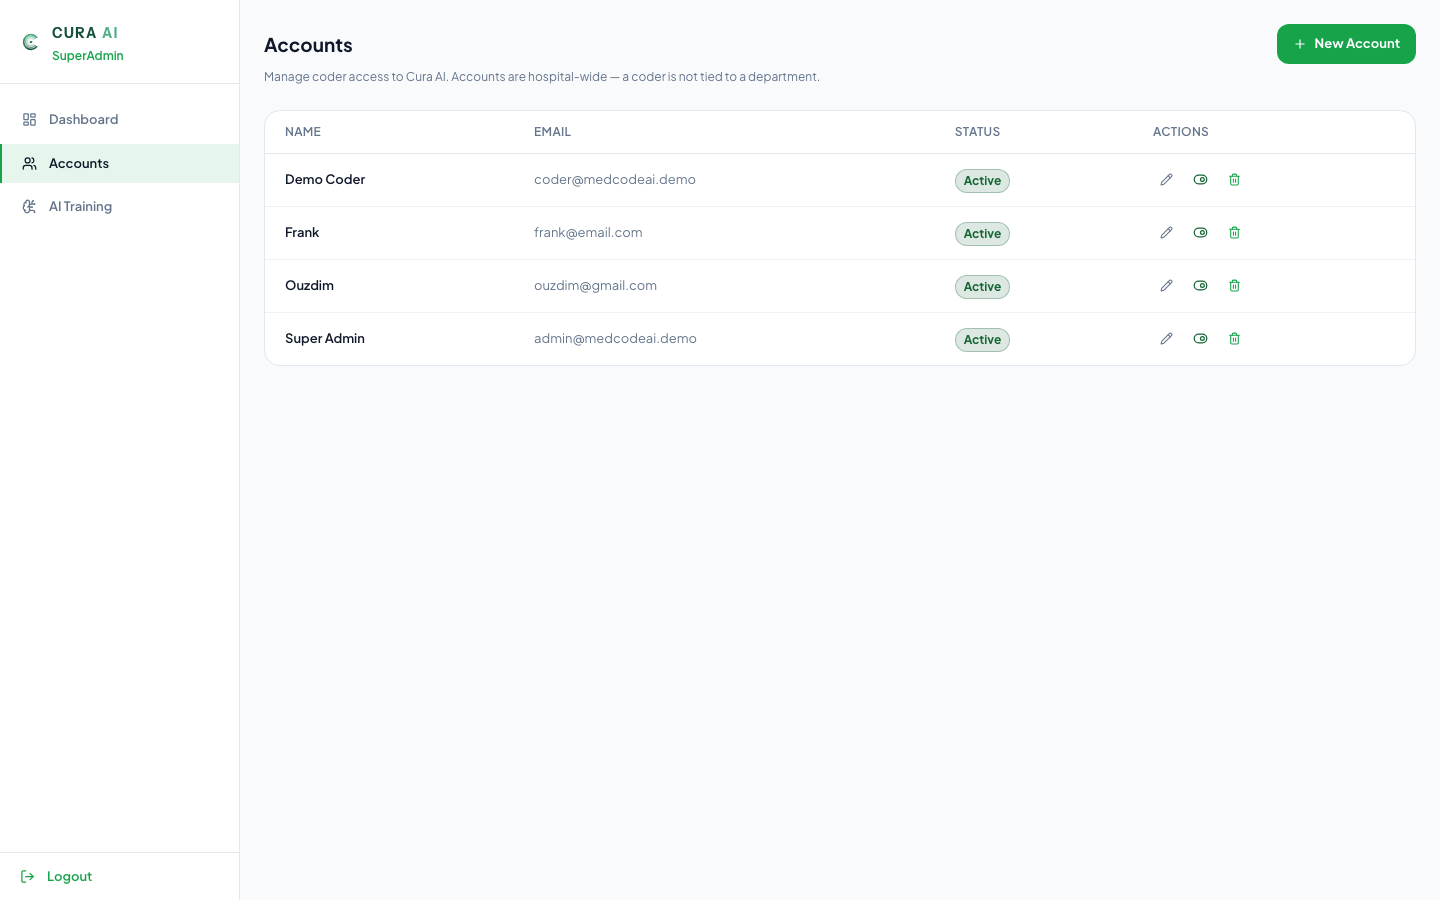 CURA AI
SuperAdmin
Dashboard
Accounts
AI Training
Logout
Accounts
New Account
Manage coder access to Cura AI. Accounts are hospital-wide — a coder is not tied to a department.
NAME EMAIL STATUS ACTIONS
Demo Coder coder@medcodeai.demo Active
Frank frank@email.com Active
Ouzdim ouzdim@gmail.com Active
Super Admin admin@medcodeai.demo Active